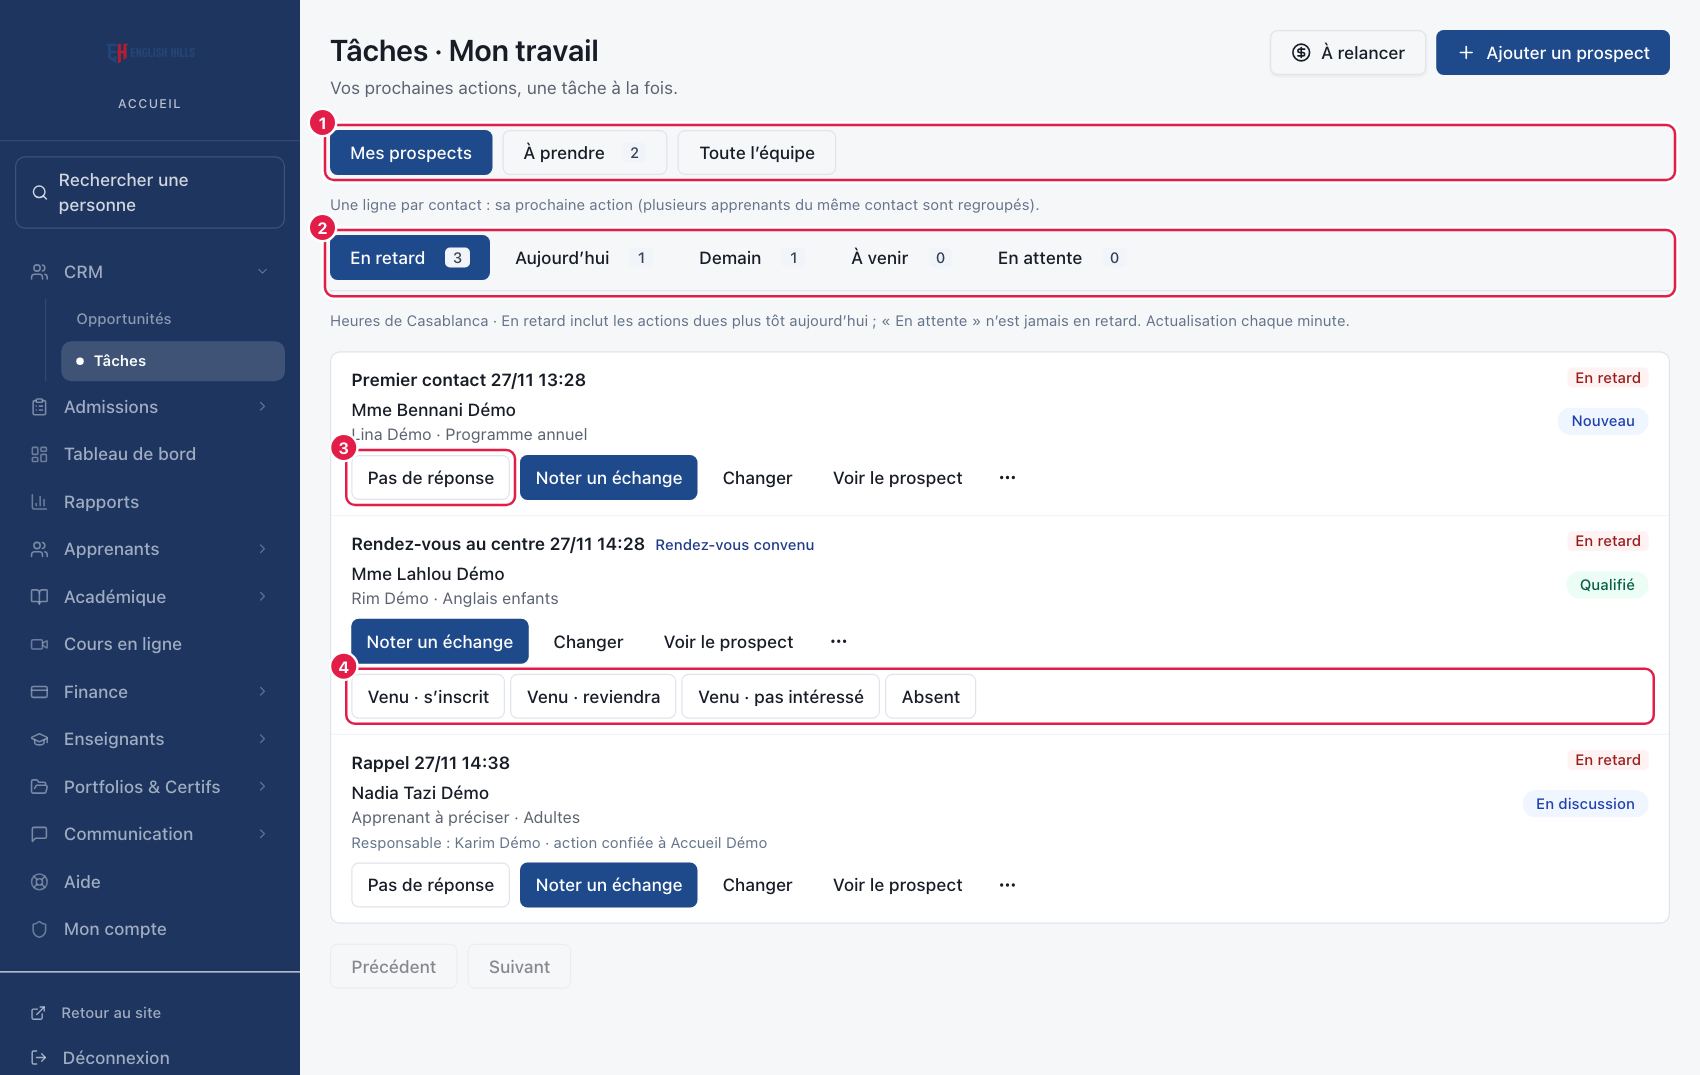 ENGLISH HILLS
ACCUEIL
Rechercher une
personne
CRM
Opportunités
Tâches
Admissions
Tableau de bord
Rapports
Apprenants
Académique
Cours en ligne
Finance
Enseignants
Portfolios & Certifs
Communication
Aide
Mon compte
Retour au site
Déconnexion
Tâches · Mon travail
Vos prochaines actions, une tâche à la fois.
À relancer
Ajouter un prospect
1
Mes prospects À prendre 2 Toute l’équipe
Une ligne par contact : sa prochaine action (plusieurs apprenants du même contact sont regroupés).
2
En retard 3 Aujourd’hui 1 Demain 1 À venir 0 En attente 0
Heures de Casablanca · En retard inclut les actions dues plus tôt aujourd’hui ; « En attente » n’est jamais en retard. Actualisation chaque minute.
Premier contact 27/11 13:28 En retard
Mme Bennani Démo Nouveau
Lina Démo · Programme annuel
3
Pas de réponse Noter un échange Changer Voir le prospect ···
Rendez-vous au centre 27/11 14:28 Rendez-vous convenu En retard
Mme Lahlou Démo Qualifié
Rim Démo · Anglais enfants
Noter un échange Changer Voir le prospect ···
4
Venu · s’inscrit Venu · reviendra Venu · pas intéressé Absent
Rappel 27/11 14:38 En retard
Nadia Tazi Démo En discussion
Apprenant à préciser · Adultes
Responsable : Karim Démo · action confiée à Accueil Démo
Pas de réponse Noter un échange Changer Voir le prospect ···
Précédent Suivant